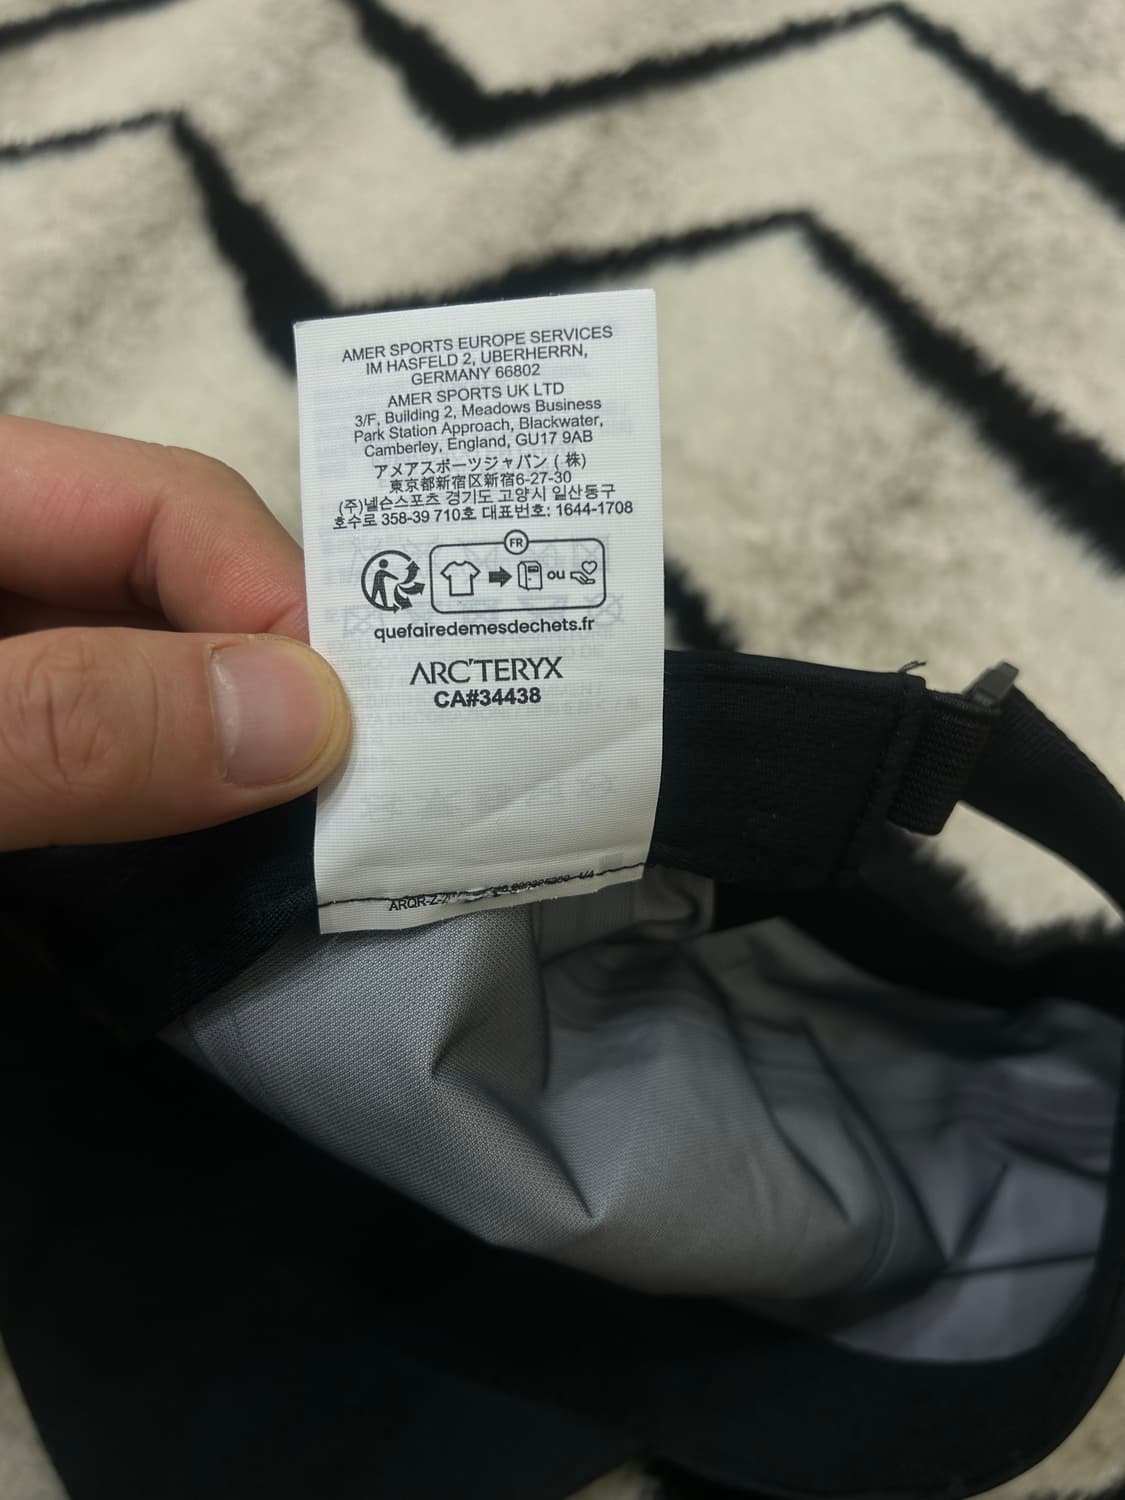 AMER SPORTS EUROPE SERVICES
IM HASFELD 2, UBERHERRN,
GERMANY 66802
AMER SPORTS UK LTD
3/F, Building 2, Meadows Business
Park Station Approach, Blackwater,
Camberley, England, GU17 9AB
アメアスポーツジャパン (株)
東京都新宿区新宿6-27-30
(주)넬슨스포츠 경기도 고양시 일산동구
호수로 358-39 710호 대표번호: 1644-1708
FR
ou
quefairedemesdechets.fr
ARC'TERYX
CA#34438